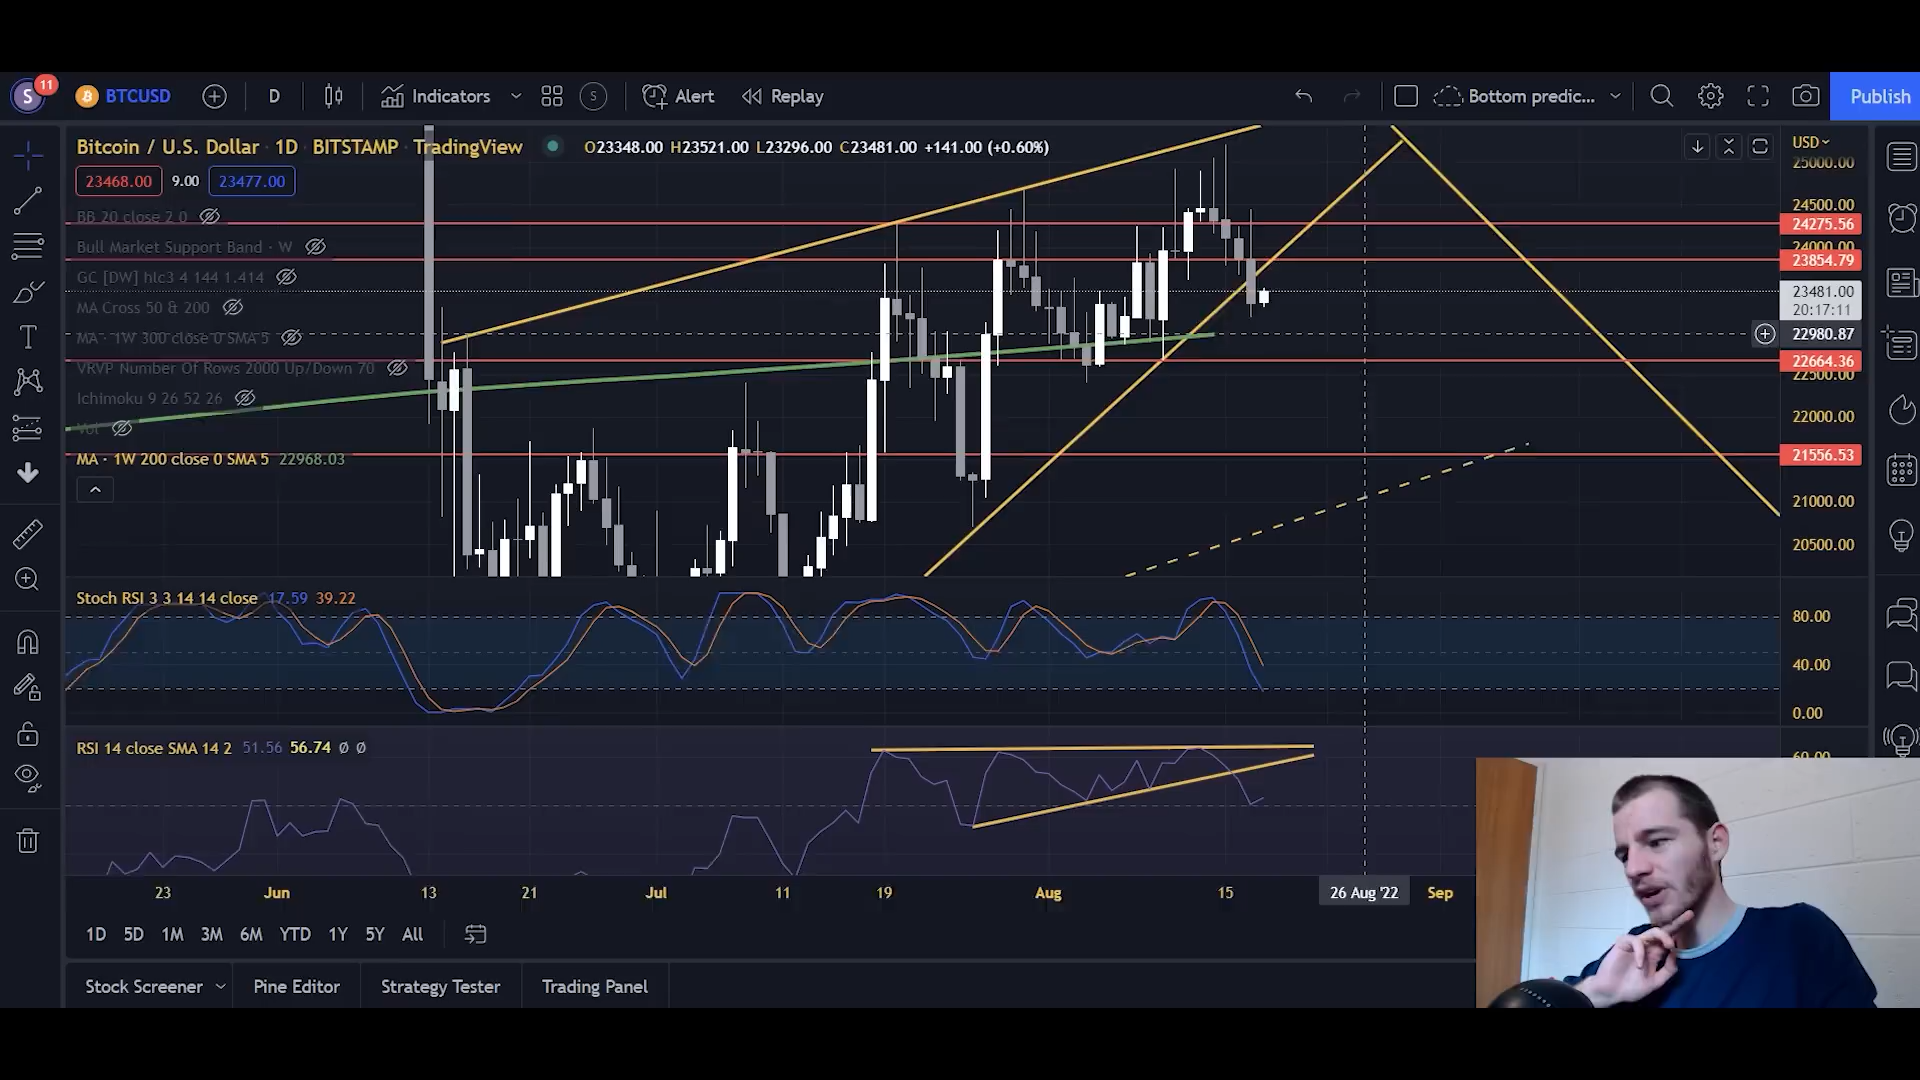 S 11 BTCUSD D Indicators S Alert Replay Bottom predic... Publish
Bitcoin / U.S. Dollar 1D BITSTAMP TradingView O23348.00 H23521.00 L23296.00 C23481.00 +141.00 (+0.60%) USD
23468.00 9.00 23477.00
BB 20 close 2 0
Bull Market Support Band · W
GC [DW] hlc3 4 144 1.414
MA Cross 50 & 200
MA · 1W 300 close 0 SMA 5
VRVP Number Of Rows 2000 Up/Down 70
Ichimoku 9 26 52 26
Vol
MA · 1W 200 close 0 SMA 5 22968.03
25000.00
24500.00
24275.56
24000.00
23854.79
23481.00
20:17:11
22980.87
22664.36
22500.00
22000.00
21556.53
21000.00
20500.00
Stoch RSI 3 3 14 14 close 17.59 39.22
80.00
40.00
0.00
RSI 14 close SMA 14 2 51.56 56.74 Ø Ø
60.00
23 Jun 13 21 Jul 11 19 Aug 15 26 Aug '22 Sep
1D 5D 1M 3M 6M YTD 1Y 5Y All
Stock Screener Pine Editor Strategy Tester Trading Panel